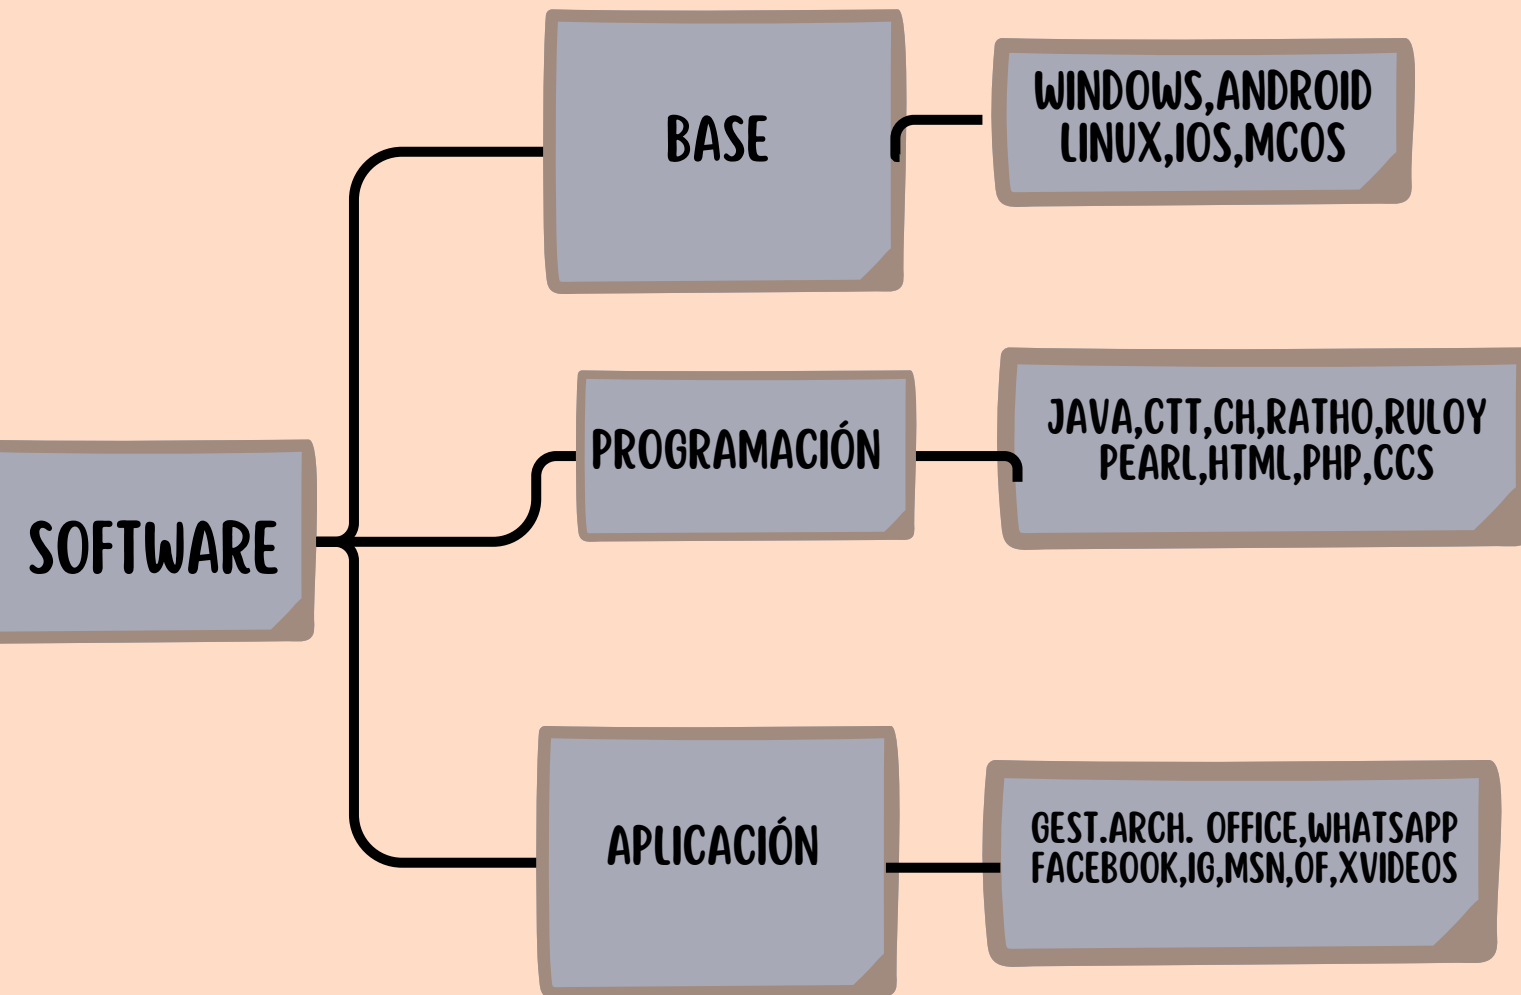 BASE
WINDOWS,ANDROID
LINUX,IOS,MCOS
SOFTWARE
PROGRAMACIÓN
JAVA,CTT,CH,RATHO,RULOY
PEARL,HTML,PHP,CCS
APLICACIÓN
GEST.ARCH. OFFICE,WHATSAPP
FACEBOOK,IG,MSN,OF,XVIDEOS